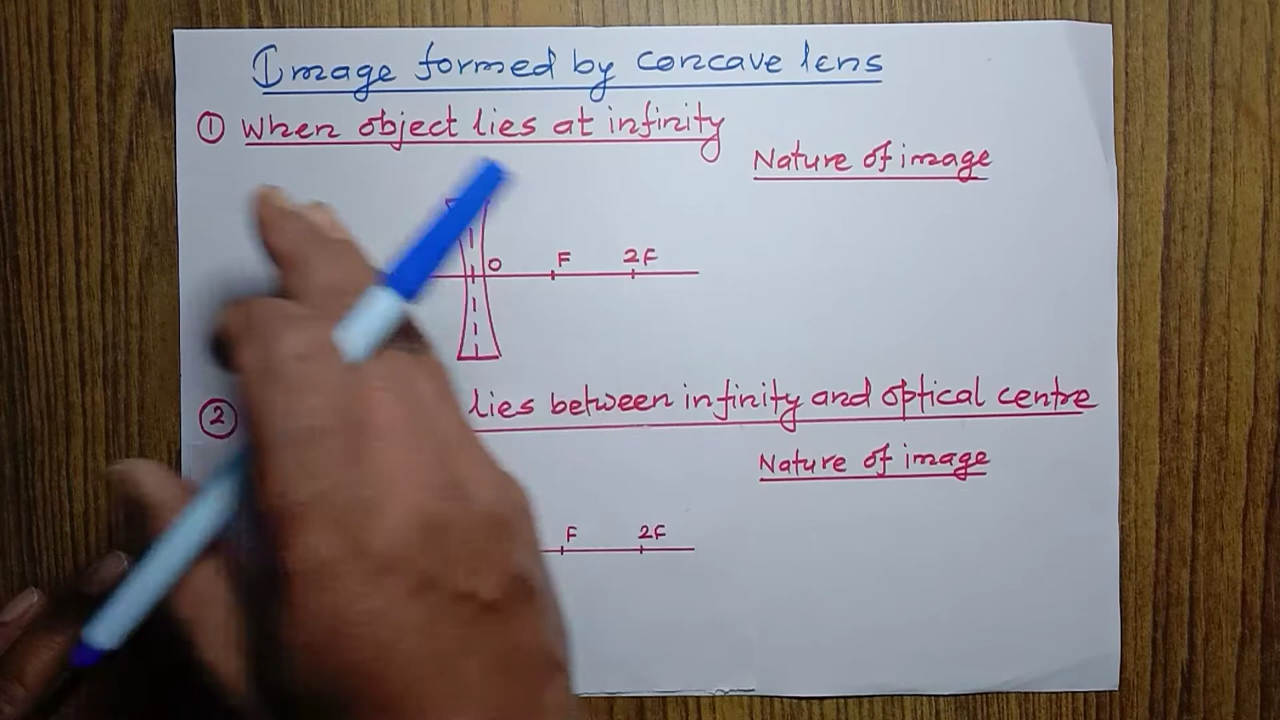 Image formed by concave lens
① When object lies at infinity
Nature of image
O F 2F
② lies between infinity and optical centre
Nature of image
F 2F